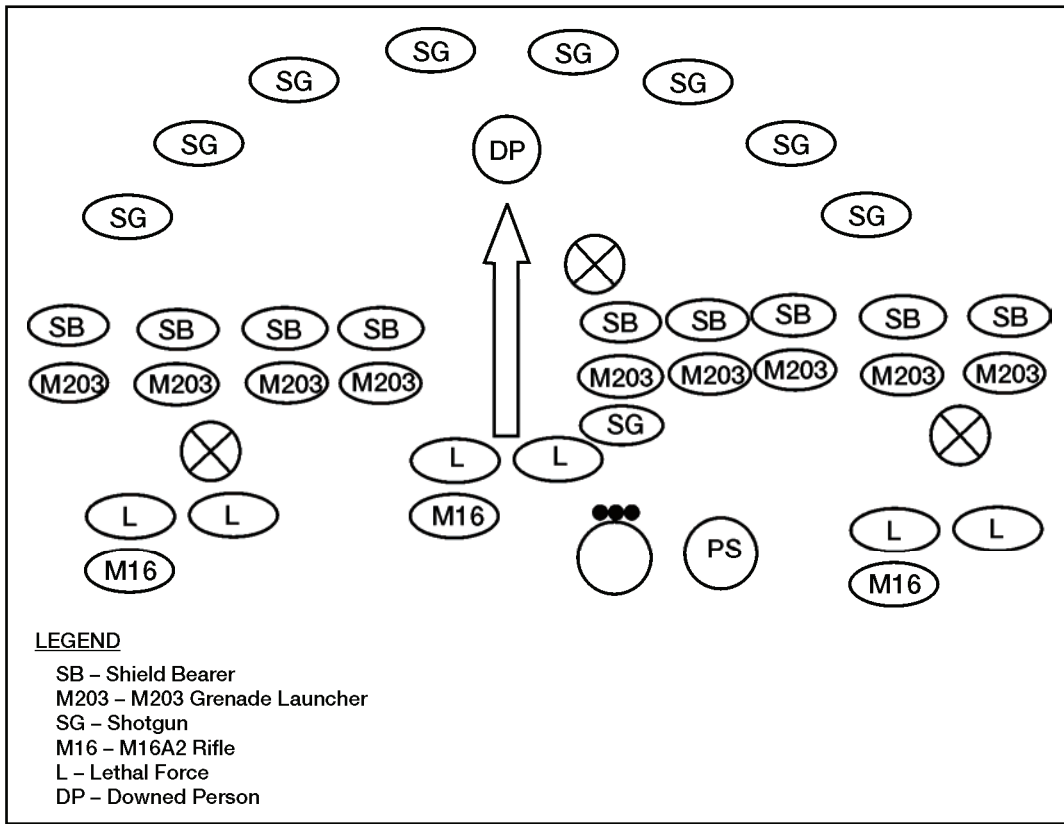 SG SG
SG SG
SG DP SG
SG SG
SB SB SB SB SB SB SB SB SB
M203 M203 M203 M203 M203 M203 M203 M203 M203
SG
L L
L L M16 L L
M16 PS M16
LEGEND
SB – Shield Bearer
M203 – M203 Grenade Launcher
SG – Shotgun
M16 – M16A2 Rifle
L – Lethal Force
DP – Downed Person